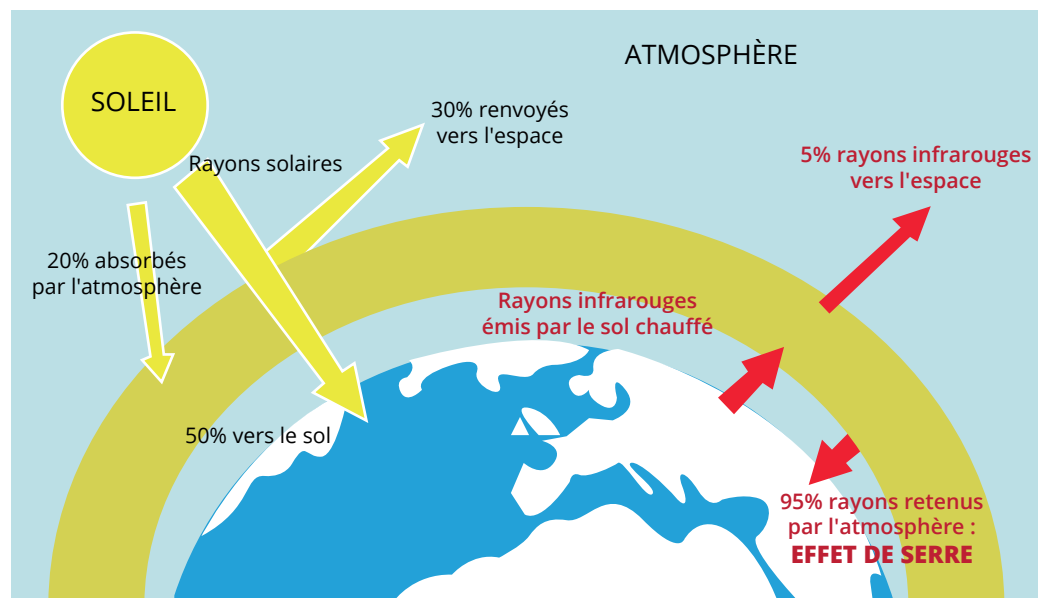 ATMOSPHÈRE
SOLEIL
30% renvoyés
vers l'espace
Rayons solaires
5% rayons infrarouges
vers l'espace
20% absorbés
par l'atmosphère
Rayons infrarouges
émis par le sol chauffé
50% vers le sol
95% rayons retenus
par l'atmosphère :
EFFET DE SERRE